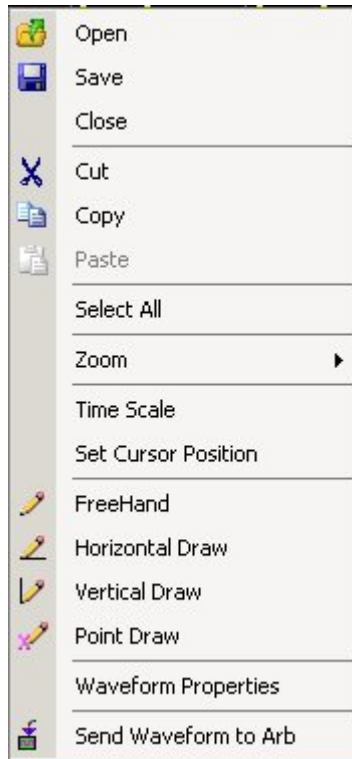 Open
Save
Close
Cut
Copy
Paste
Select All
Zoom
Time Scale
Set Cursor Position
FreeHand
Horizontal Draw
Vertical Draw
Point Draw
Waveform Properties
Send Waveform to Arb